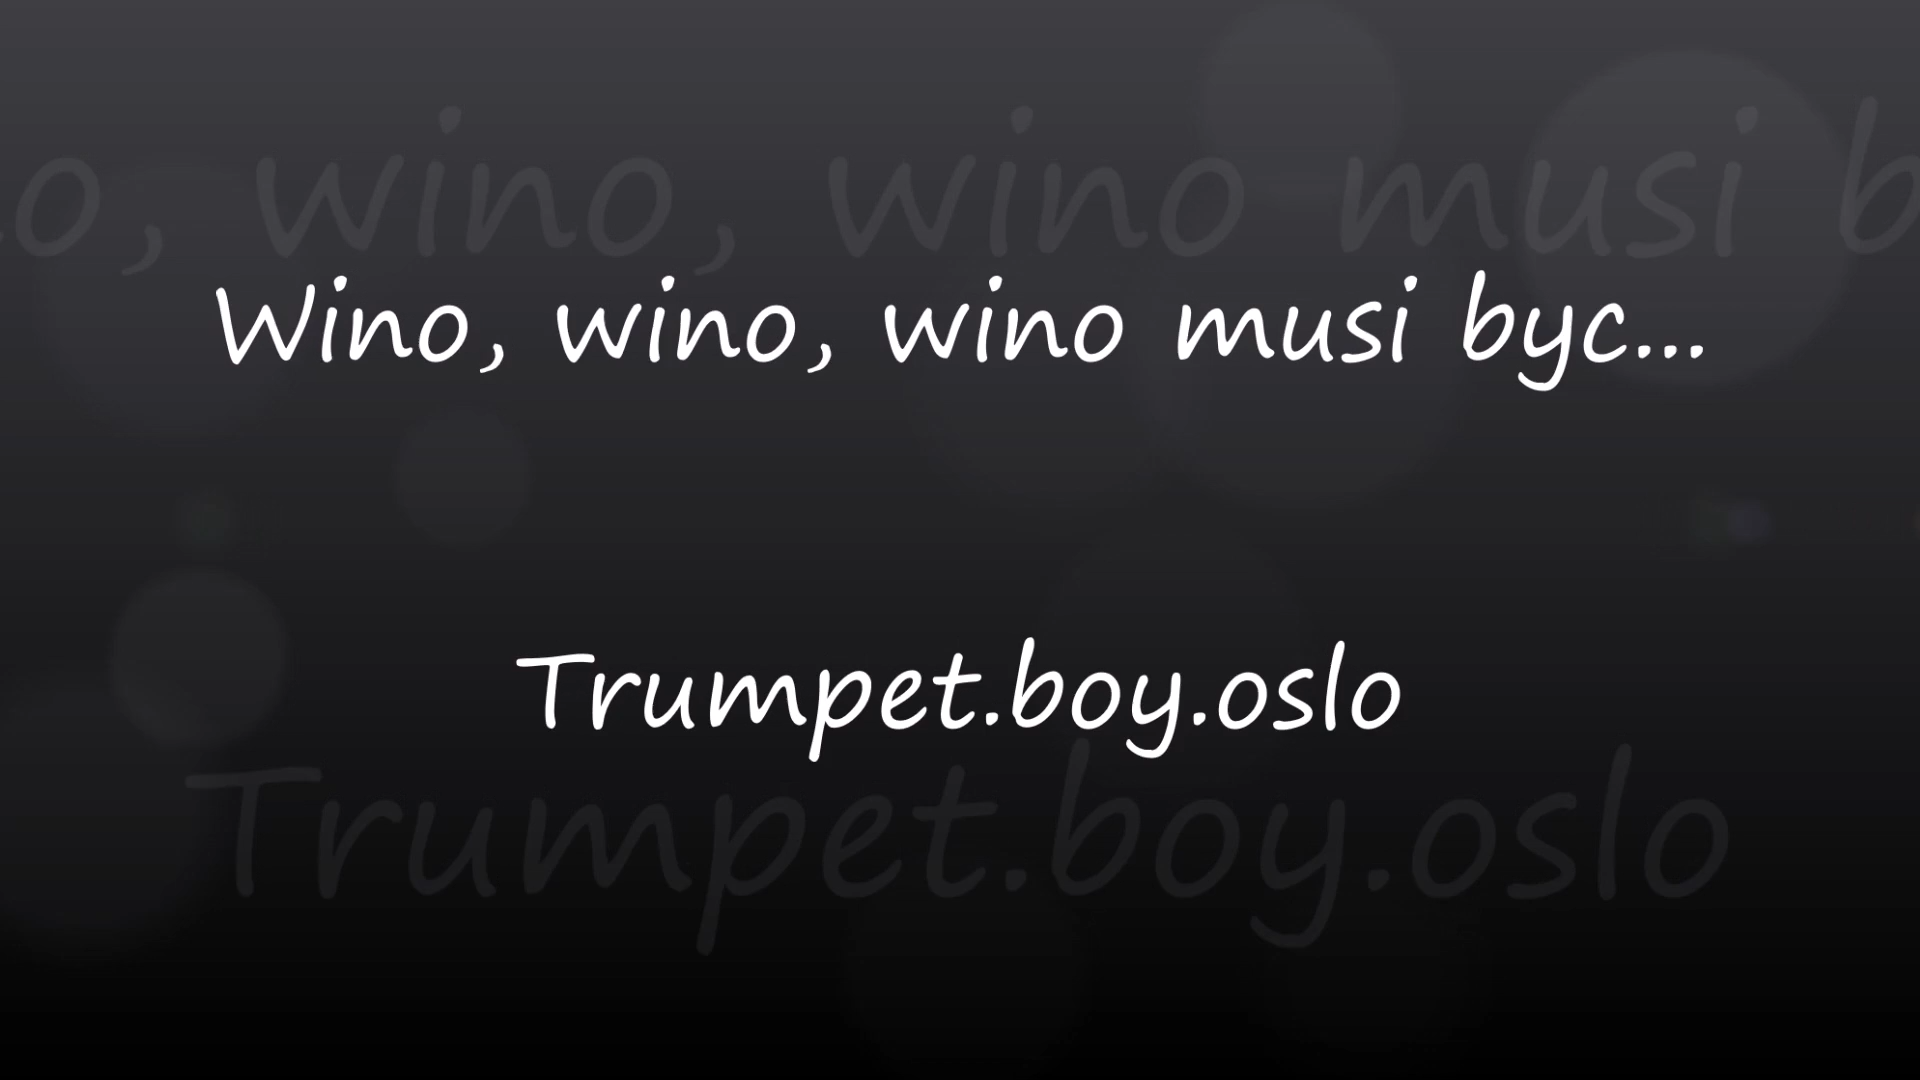 o, wino, wino musi b
Wino, wino, wino musi byc...
Trumpet.boy.oslo
Trumpet.boy.oslo